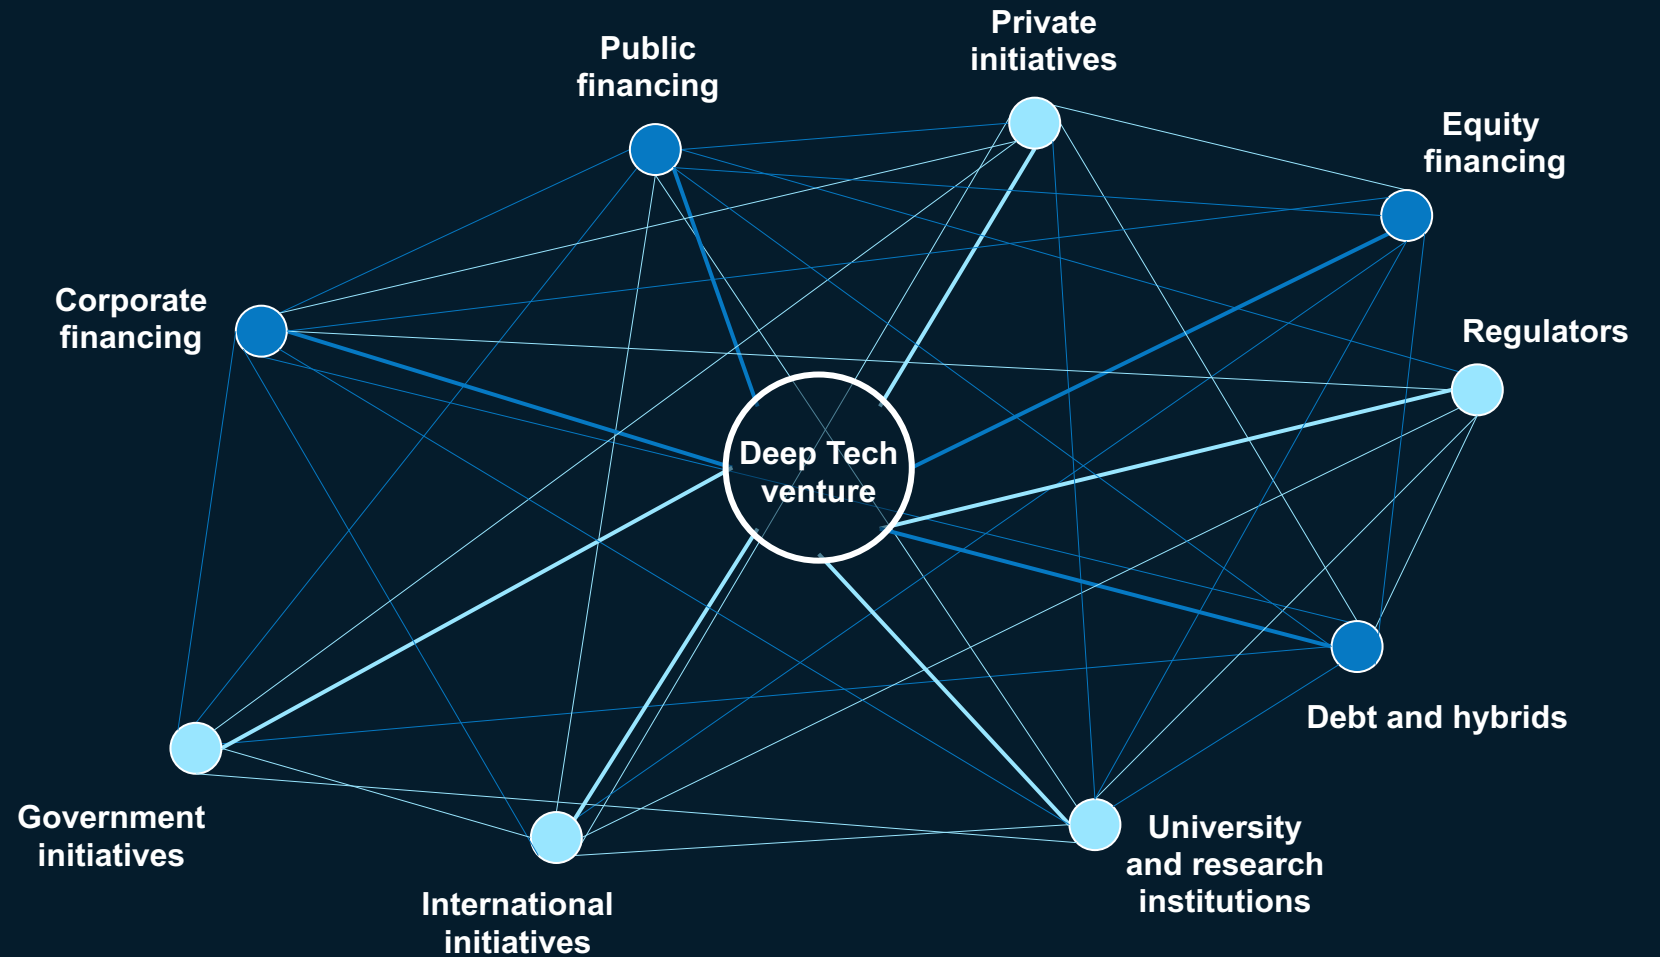 Private
initiatives
Public
financing
Equity
financing
Corporate
financing
Regulators
Deep Tech
venture
Debt and hybrids
Government
initiatives
University
and research
institutions
International
initiatives